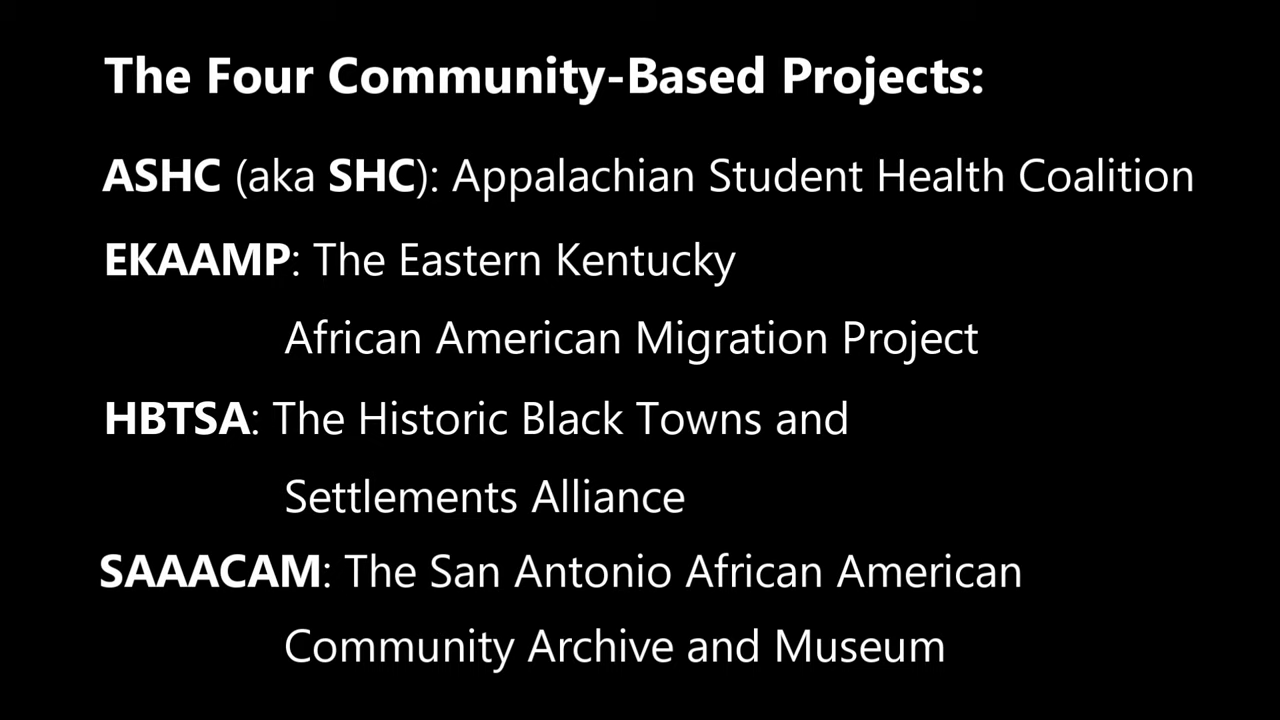 The Four Community-Based Projects:
ASHC (aka SHC): Appalachian Student Health Coalition
EKAAMP: The Eastern Kentucky
African American Migration Project
HBTSA: The Historic Black Towns and
Settlements Alliance
SAAACAM: The San Antonio African American
Community Archive and Museum